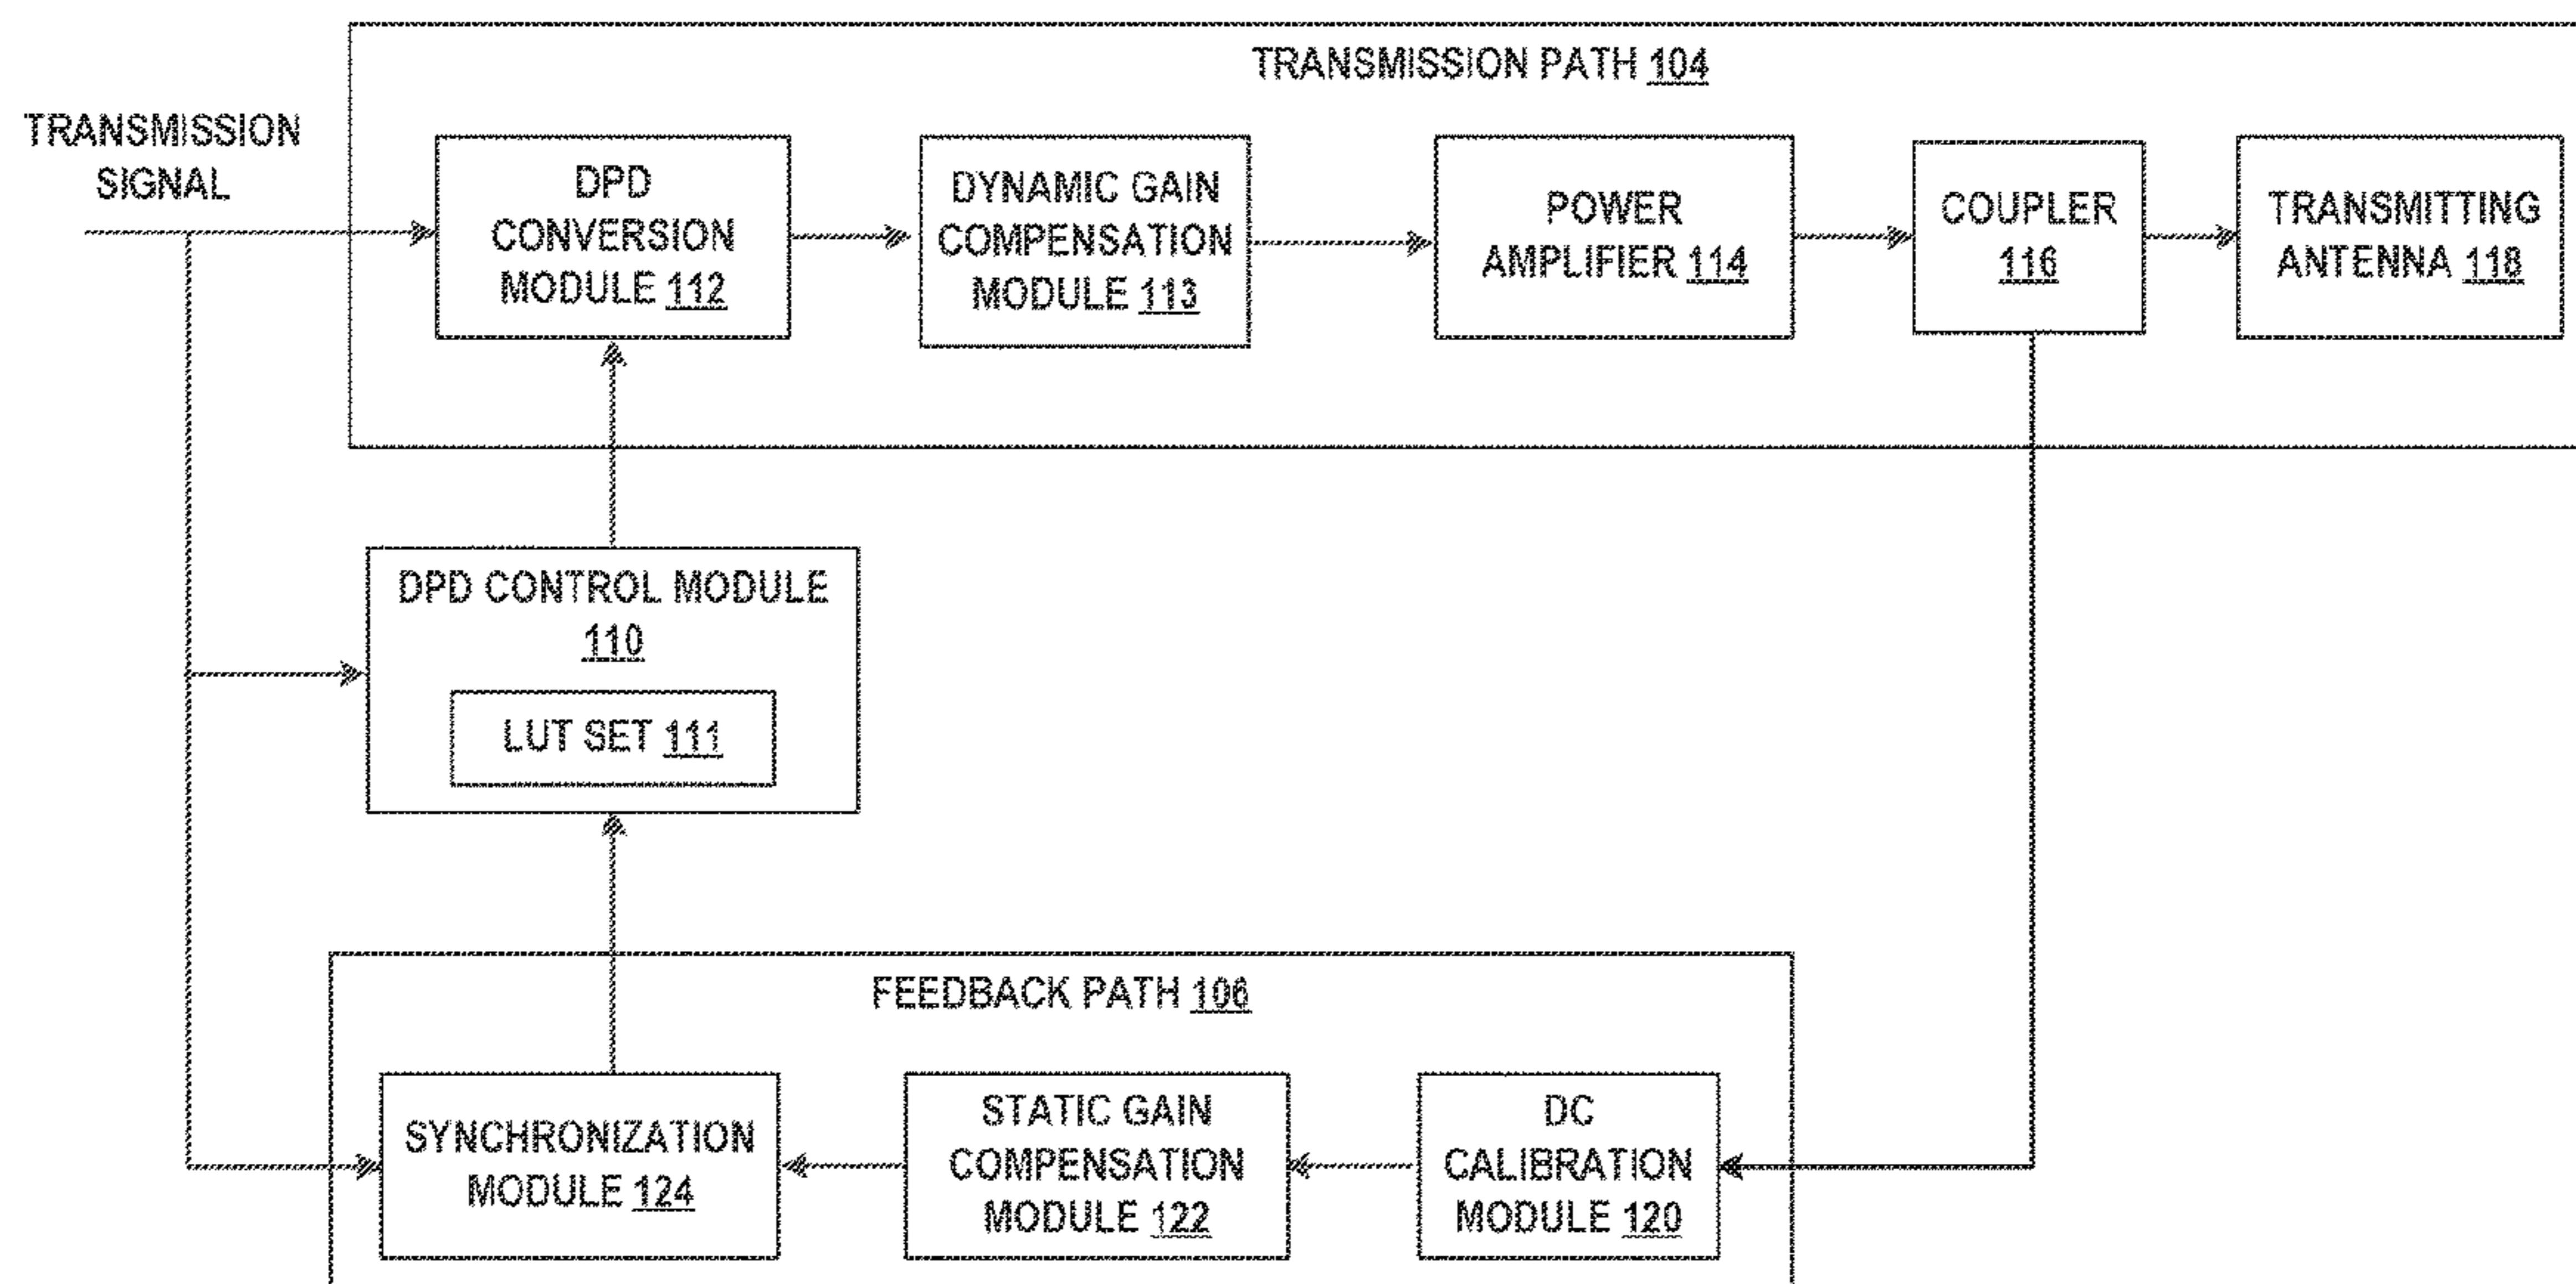 TRANSMISSION PATH 104
TRANSMISSION
SIGNAL
DPD
CONVERSION
MODULE 112
DYNAMIC GAIN
COMPENSATION
MODULE 113
POWER
AMPLIFIER 114
COUPLER
116
TRANSMITTING
ANTENNA 118
DPD CONTROL MODULE
110
LUT SET 111
FEEDBACK PATH 106
SYNCHRONIZATION
MODULE 124
STATIC GAIN
COMPENSATION
MODULE 122
DC
CALIBRATION
MODULE 120